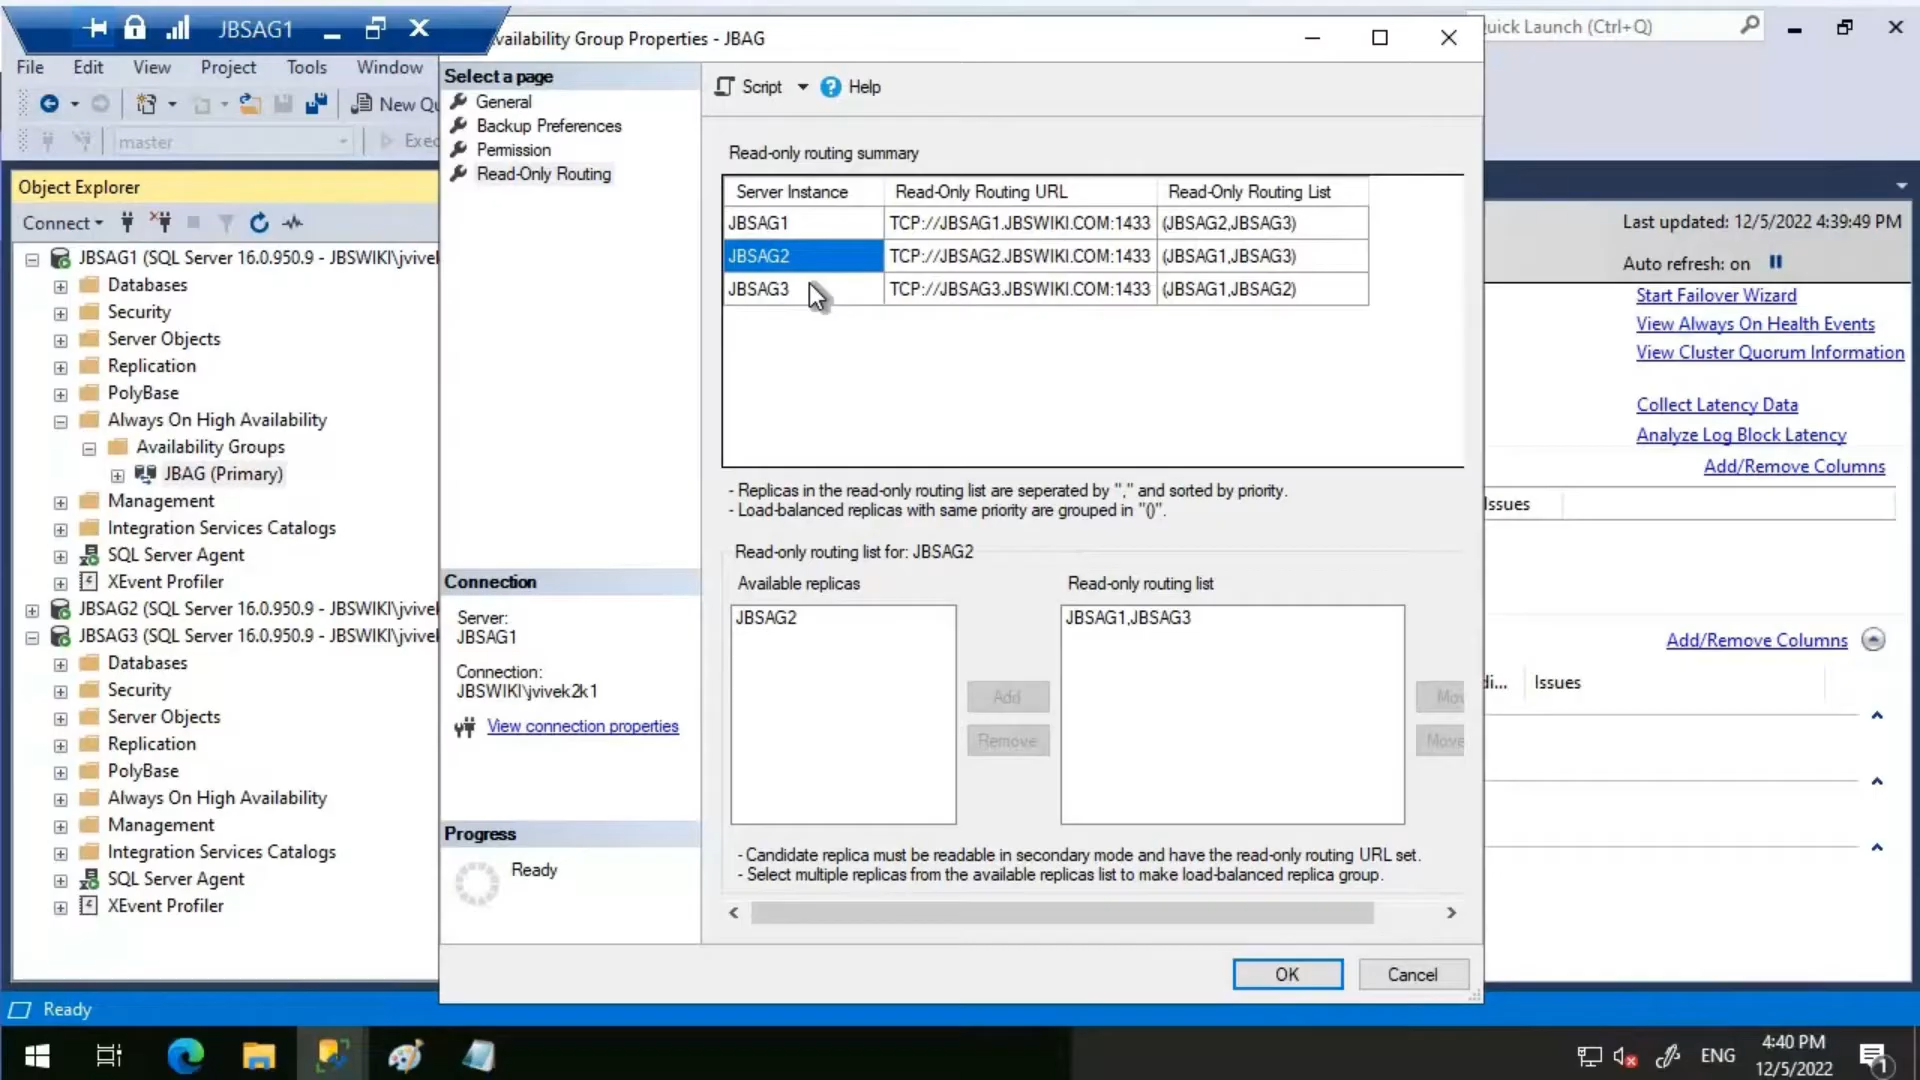 JBSAG1
vailability Group Properties - JBAG
uick Launch (Ctrl+Q)
File Edit View Project Tools Window
New Qu
master
Exec
Object Explorer
Connect
JBSAG1 (SQL Server 16.0.950.9 - JBSWIKI\jvivek
Databases
Security
Server Objects
Replication
PolyBase
Always On High Availability
Availability Groups
JBAG (Primary)
Management
Integration Services Catalogs
SQL Server Agent
XEvent Profiler
JBSAG2 (SQL Server 16.0.950.9 - JBSWIKI\jvivek
JBSAG3 (SQL Server 16.0.950.9 - JBSWIKI\jvivek
Databases
Security
Server Objects
Replication
PolyBase
Always On High Availability
Management
Integration Services Catalogs
SQL Server Agent
XEvent Profiler
Select a page
General
Backup Preferences
Permission
Read-Only Routing
Connection
Server:
JBSAG1
Connection:
JBSWIKI\jvivek2k1
View connection properties
Progress
Ready
Script Help
Read-only routing summary
Server Instance Read-Only Routing URL Read-Only Routing List
JBSAG1 TCP://JBSAG1.JBSWIKI.COM:1433 (JBSAG2,JBSAG3)
JBSAG2 TCP://JBSAG2.JBSWIKI.COM:1433 (JBSAG1,JBSAG3)
JBSAG3 TCP://JBSAG3.JBSWIKI.COM:1433 (JBSAG1,JBSAG2)
- Replicas in the read-only routing list are seperated by "," and sorted by priority.
- Load-balanced replicas with same priority are grouped in "()".
Read-only routing list for: JBSAG2
Available replicas Read-only routing list
JBSAG2 JBSAG1,JBSAG3
Add
Remove
Mov
Move
- Candidate replica must be readable in secondary mode and have the read-only routing URL set.
- Select multiple replicas from the available replicas list to make load-balanced replica group.
OK Cancel
Last updated: 12/5/2022 4:39:49 PM
Auto refresh: on
Start Failover Wizard
View Always On Health Events
View Cluster Quorum Information
Collect Latency Data
Analyze Log Block Latency
Add/Remove Columns
Issues
Add/Remove Columns
di... Issues
Ready
ENG
4:40 PM
12/5/2022
1